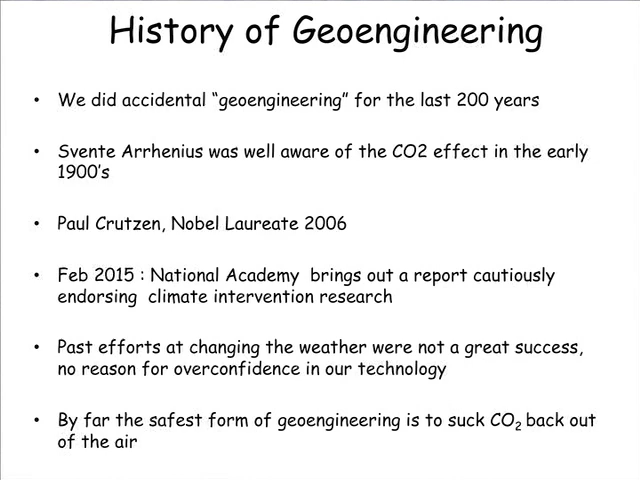 History of Geoengineering
• We did accidental “geoengineering” for the last 200 years
• Svente Arrhenius was well aware of the CO2 effect in the early
1900’s
• Paul Crutzen, Nobel Laureate 2006
• Feb 2015 : National Academy  brings out a report cautiously
endorsing  climate intervention research
• Past efforts at changing the weather were not a great success,
no reason for overconfidence in our technology
• By far the safest form of geoengineering is to suck CO₂ back out
of the air